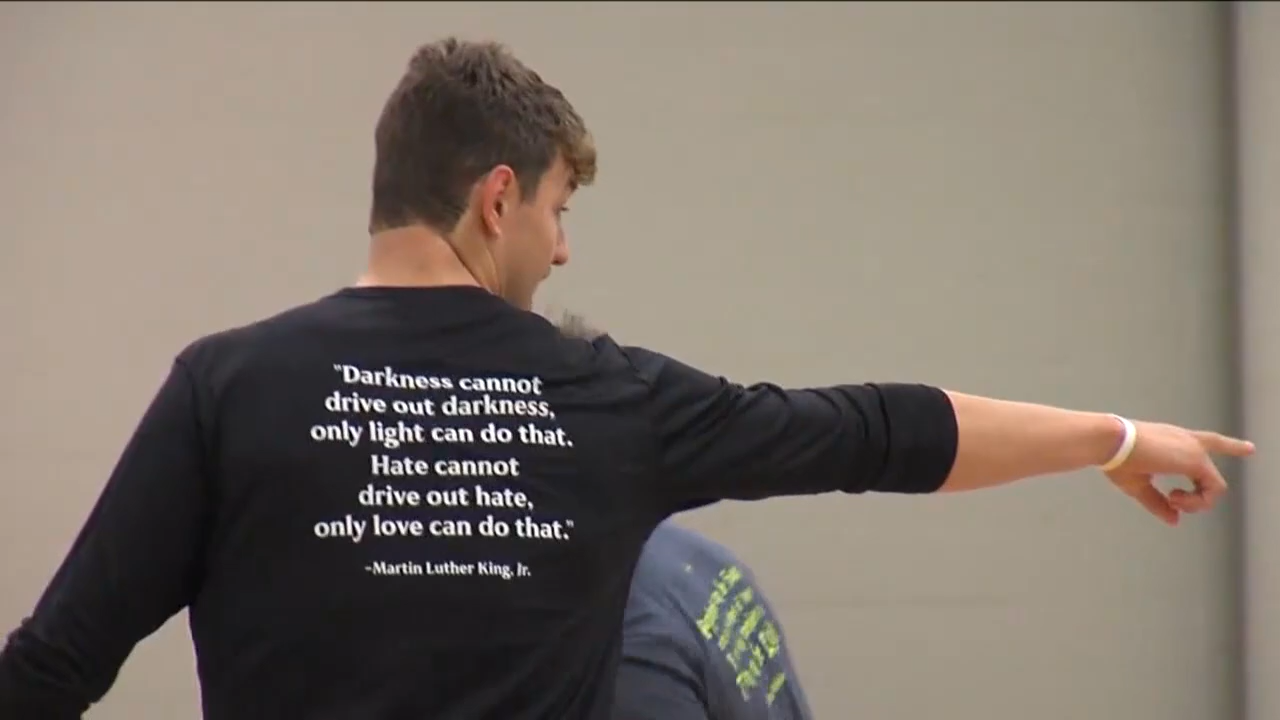 "Darkness cannot
drive out darkness,
only light can do that.
Hate cannot
drive out hate,
only love can do that."
-Martin Luther King, Jr.